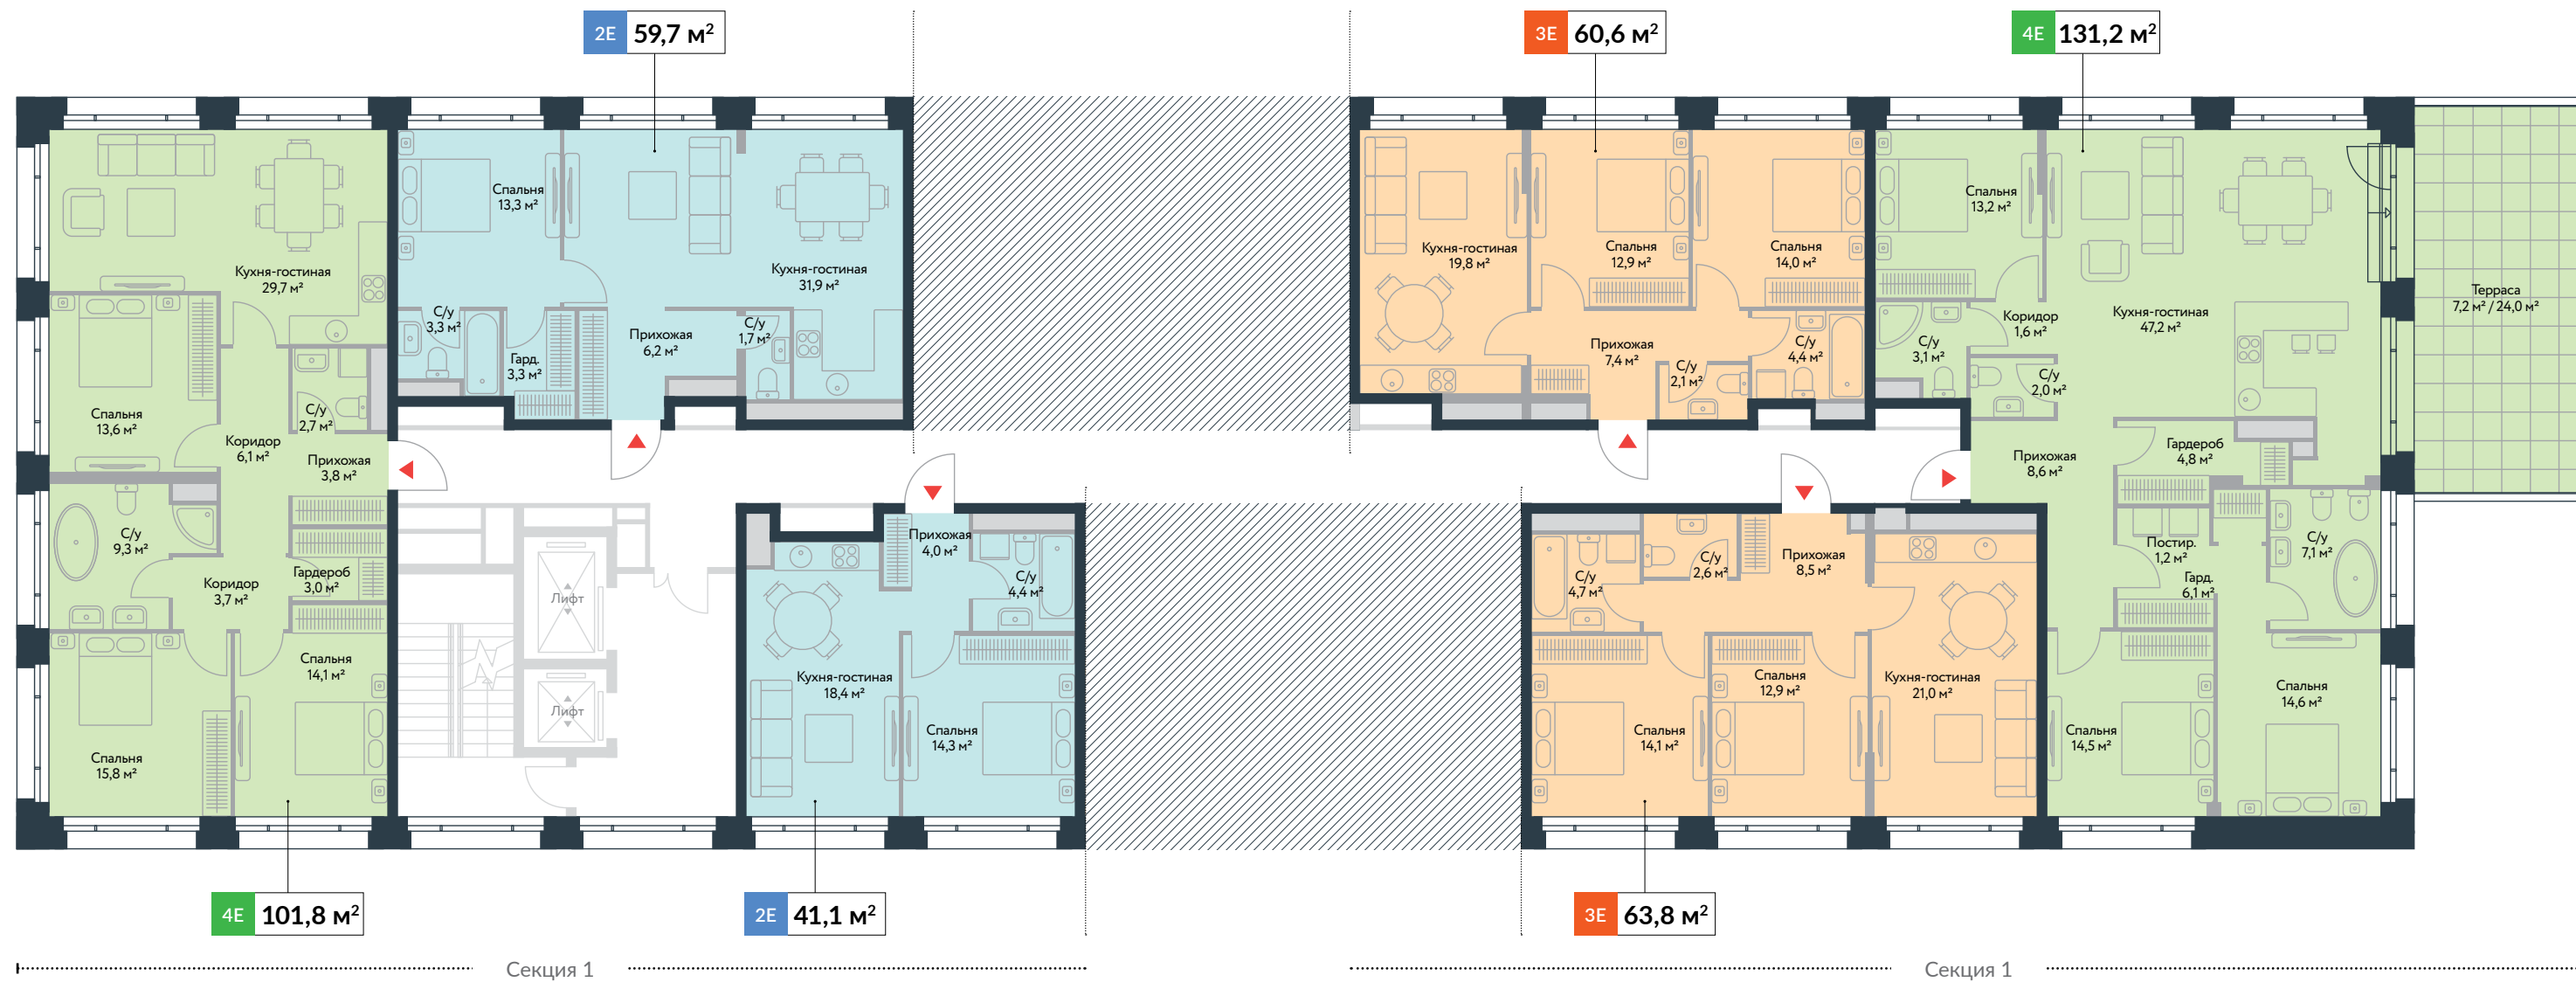 2E 59,7 м²
3E 60,6 м²
4E 131,2 м²
Кухня-гостиная
29,7 м²
Спальня
13,6 м²
С/у
2,7 м²
Коридор
6,1 м²
Прихожая
3,8 м²
С/у
9,3 м²
Коридор
3,7 м²
Гардероб
3,0 м²
Спальня
15,8 м²
Спальня
14,1 м²
Спальня
13,3 м²
Кухня-гостиная
31,9 м²
С/у
3,3 м²
Гард.
3,3 м²
Прихожая
6,2 м²
С/у
1,7 м²
Лифт
Лифт
Прихожая
4,0 м²
С/у
4,4 м²
Кухня-гостиная
18,4 м²
Спальня
14,3 м²
Кухня-гостиная
19,8 м²
Спальня
12,9 м²
Спальня
14,0 м²
Прихожая
7,4 м²
С/у
2,1 м²
С/у
4,4 м²
С/у
4,7 м²
С/у
2,6 м²
Прихожая
8,5 м²
Спальня
14,1 м²
Спальня
12,9 м²
Кухня-гостиная
21,0 м²
Спальня
13,2 м²
Кухня-гостиная
47,2 м²
Коридор
1,6 м²
С/у
3,1 м²
С/у
2,0 м²
Прихожая
8,6 м²
Гардероб
4,8 м²
Постир.
1,2 м²
Гард.
6,1 м²
С/у
7,1 м²
Спальня
14,5 м²
Спальня
14,6 м²
Терраса
7,2 м² / 24,0 м²
4E 101,8 м²
2E 41,1 м²
3E 63,8 м²
Секция 1
Секция 1